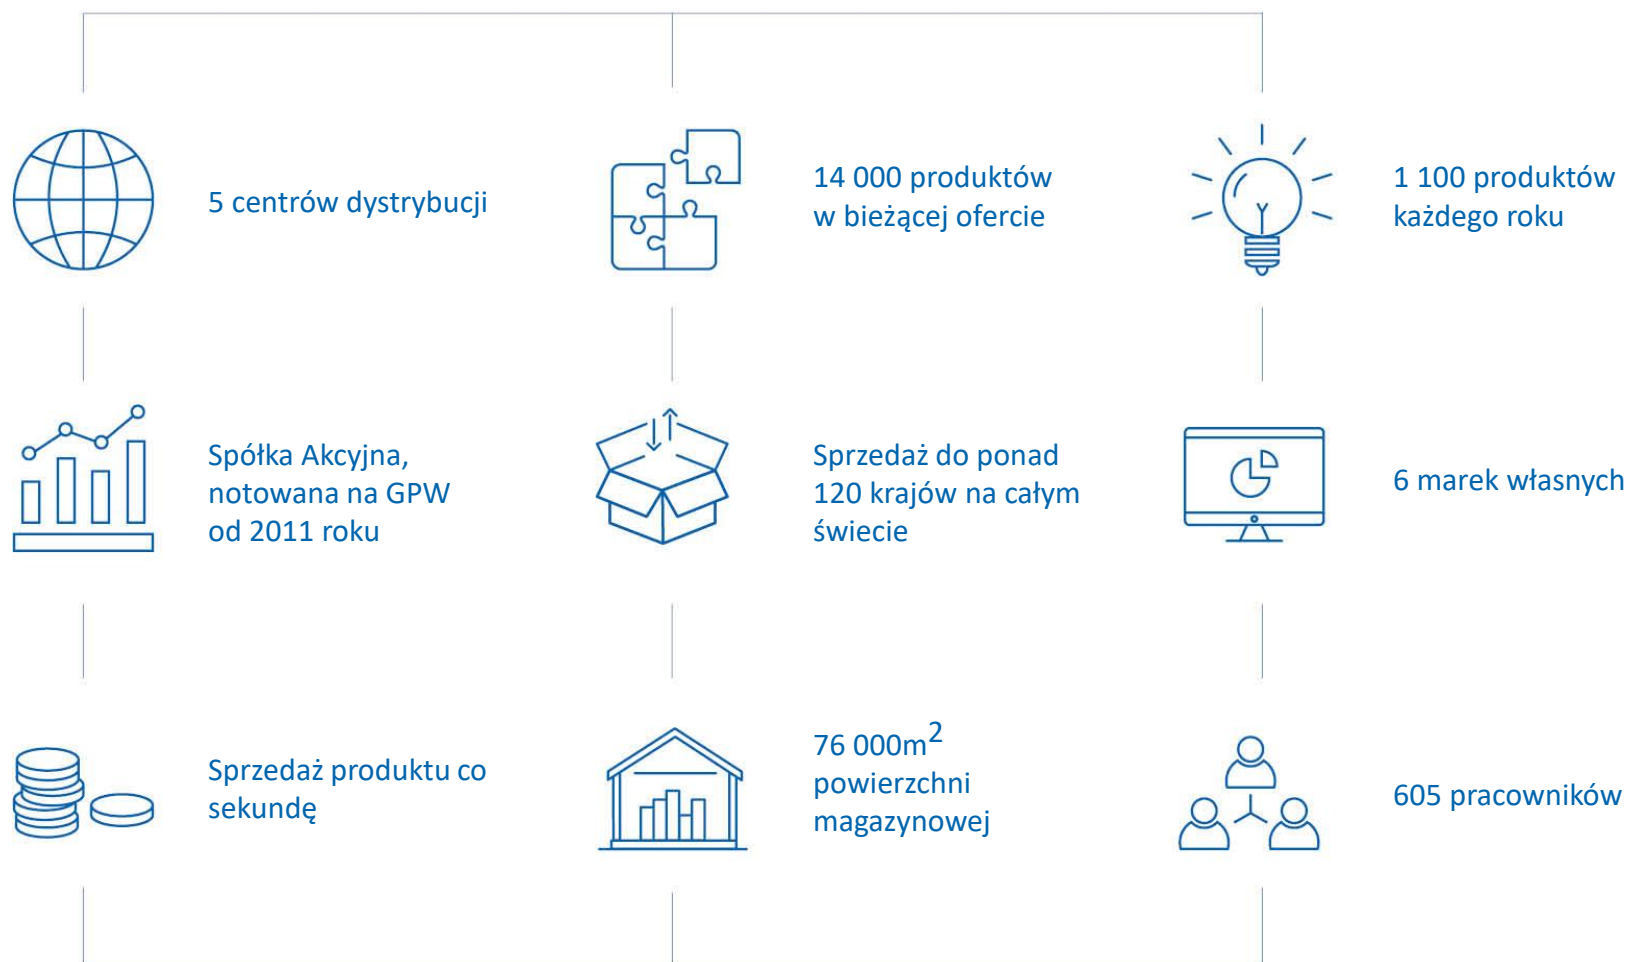 5 centrów dystrybucji
14 000 produktów
w bieżącej ofercie
1 100 produktów
każdego roku
Spółka Akcyjna,
notowana na GPW
od 2011 roku
Sprzedaż do ponad
120 krajów na całym
świecie
6 marek własnych
Sprzedaż produktu co
sekundę
76 000m²
powierzchni
magazynowej
605 pracowników